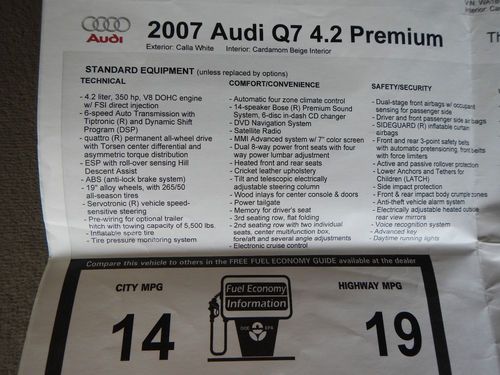 2007 Audi Q7 4.2 Premium
Audi
Exterior: Calla White Interior: Cardamom Beige Interior
STANDARD EQUIPMENT (unless replaced by options)
TECHNICAL
- 4.2 liter, 350 hp, V8 DOHC engine
w/ FSI direct injection
- 6-speed Auto Transmission with
Tiptronic (R) and Dynamic Shift
Program (DSP)
- quattro (R) permanent all-wheel drive
with Torsen center differential and
asymmetric torque distribution
- ESP with roll-over sensing Hill
Descent Assist
- ABS (anti-lock brake system)
- 19" alloy wheels, with 265/50
all-season tires
- Servotronic (R) vehicle speed-
sensitive steering
- Pre-wiring for optional trailer
hitch with towing capacity of 5,500 lbs.
- Inflatable spare tire
- Tire pressure monitoring system
COMFORT/CONVENIENCE
- Automatic four zone climate control
- 14-speaker Bose (R) Premium Sound
System, 6-disc in-dash CD changer
- DVD Navigation System
- Satellite Radio
- MMI Advanced system w/ 7" color screen
- Dual 8-way power front seats with four
way power lumbar adjustment
- Heated front and rear seats
- Cricket leather upholstery
- Tilt and telescopic electrically
adjustable steering column
- Wood inlays for center console & doors
- Power tailgate
- Memory for driver's seat
- 3rd seating row, flat folding
- 2nd seating row with two individual
seats, center multifunction box,
fore/aft and several angle adjustments
- Electronic cruise control
SAFETY/SECURITY
- Dual-stage front airbags w/ occupant
sensing for passenger side
- Driver and front passenger side air bags
- SIDEGUARD (R) inflatable curtain
airbags
- Front and rear 3-point safety belts
with automatic pretensioning, front belts
with force limiters
- Active and passive rollover protection
- Lower Anchors and Tethers for
Children (LATCH)
- Side impact protection
- Front & rear impact body crumple zones
- Anti-theft vehicle alarm system
- Electrically adjustable heated outside
rear view mirrors
- Voice recognition system
- Advanced key
- Daytime running lights
Compare this vehicle to others in the FREE FUEL ECONOMY GUIDE available at the dealer
CITY MPG
14
Fuel Economy
Information
DOE EPA
HIGHWAY MPG
19